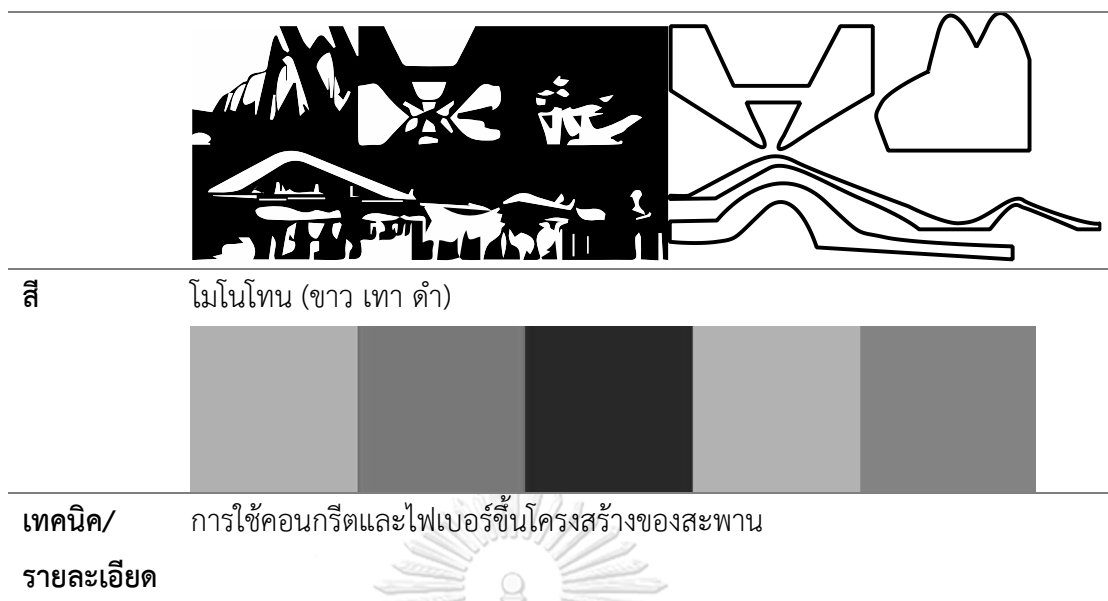 สี โมโนโทน (ขาว เทา ดำ)
เทคนิค/ การใช้คอนกรีตและไฟเบอร์ขึ้นโครงสร้างของสะพาน
รายละเอียด